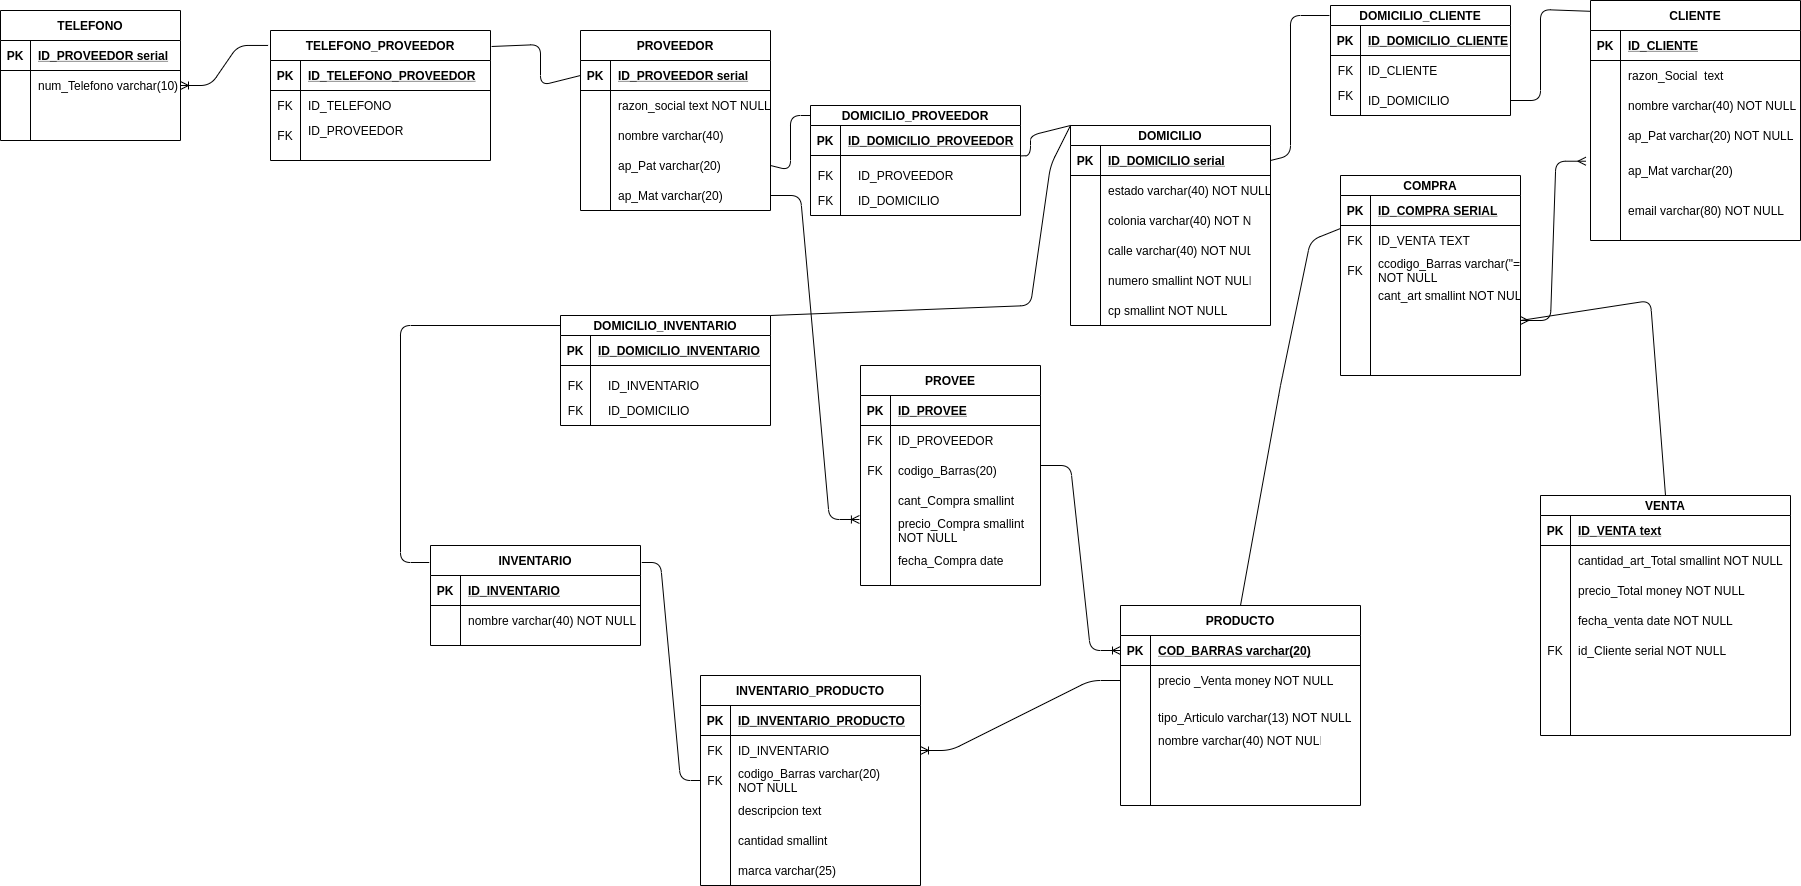 TELEFONO
PK ID_PROVEEDOR serial
num_Telefono varchar(10)
TELEFONO_PROVEEDOR
PK ID_TELEFONO_PROVEEDOR
FK ID_TELEFONO
FK ID_PROVEEDOR
PROVEEDOR
PK ID_PROVEEDOR serial
razon_social text NOT NULL
nombre varchar(40)
ap_Pat varchar(20)
ap_Mat varchar(20)
DOMICILIO_PROVEEDOR
PK ID_DOMICILIO_PROVEEDOR
FK ID_PROVEEDOR
FK ID_DOMICILIO
DOMICILIO
PK ID_DOMICILIO serial
estado varchar(40) NOT NULL
colonia varchar(40) NOT N
calle varchar(40) NOT NUL
numero smallint NOT NULL
cp smallint NOT NULL
DOMICILIO_CLIENTE
PK ID_DOMICILIO_CLIENTE
FK ID_CLIENTE
FK ID_DOMICILIO
CLIENTE
PK ID_CLIENTE
razon_Social text
nombre varchar(40) NOT NULL
ap_Pat varchar(20) NOT NULL
ap_Mat varchar(20)
email varchar(80) NOT NULL
COMPRA
PK ID_COMPRA SERIAL
FK ID_VENTA TEXT
FK ccodigo_Barras varchar("=
NOT NULL
cant_art smallint NOT NUL
DOMICILIO_INVENTARIO
PK ID_DOMICILIO_INVENTARIO
FK ID_INVENTARIO
FK ID_DOMICILIO
PROVEE
PK ID_PROVEE
FK ID_PROVEEDOR
FK codigo_Barras(20)
cant_Compra smallint
precio_Compra smallint
NOT NULL
fecha_Compra date
VENTA
PK ID_VENTA text
cantidad_art_Total smallint NOT NULL
precio_Total money NOT NULL
fecha_venta date NOT NULL
FK id_Cliente serial NOT NULL
INVENTARIO
PK ID_INVENTARIO
nombre varchar(40) NOT NULL
PRODUCTO
PK COD_BARRAS varchar(20)
precio _Venta money NOT NULL
tipo_Articulo varchar(13) NOT NULL
nombre varchar(40) NOT NUL
INVENTARIO_PRODUCTO
PK ID_INVENTARIO_PRODUCTO
FK ID_INVENTARIO
FK codigo_Barras varchar(20)
NOT NULL
descripcion text
cantidad smallint
marca varchar(25)